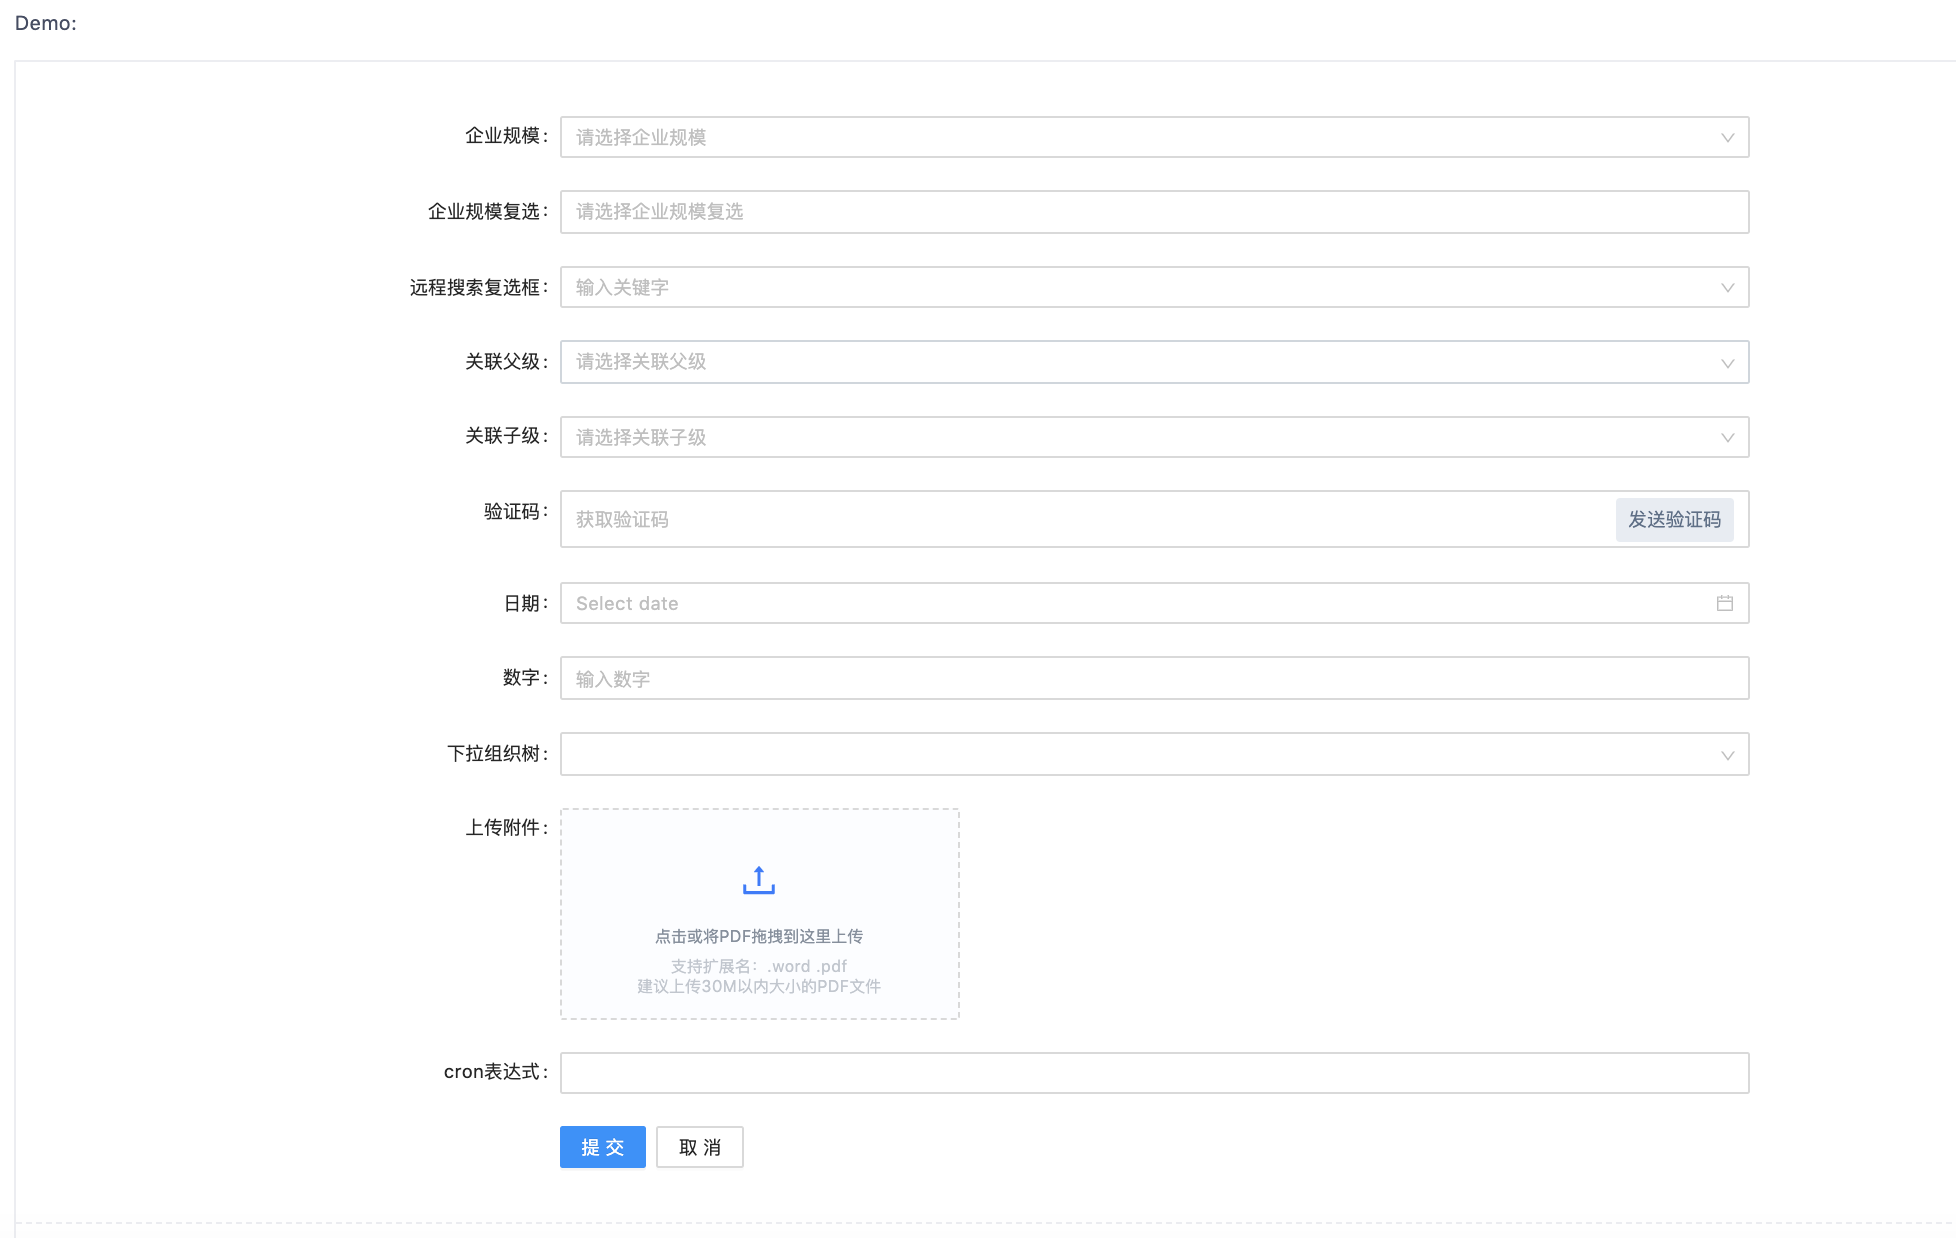 Demo:
企业规模: 请选择企业规模
企业规模复选: 请选择企业规模复选
远程搜索复选框: 输入关键字
关联父级: 请选择关联父级
关联子级: 请选择关联子级
验证码: 获取验证码 发送验证码
日期: Select date
数字: 输入数字
下拉组织树:
上传附件:
点击或将PDF拖拽到这里上传
支持扩展名：.word .pdf
建议上传30M以内大小的PDF文件
cron表达式:
提 交 取 消